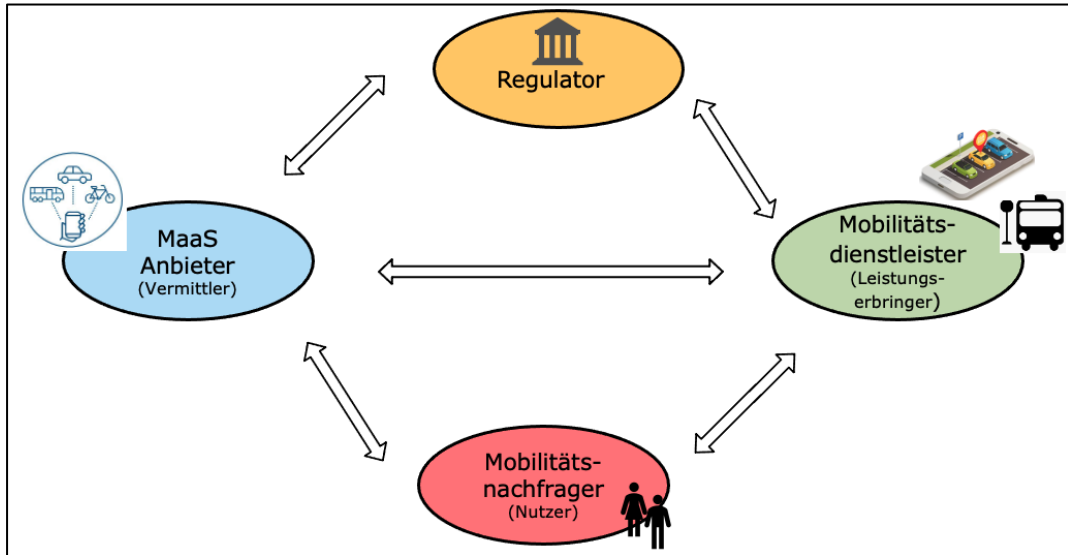 Regulator
MaaS
Anbieter
(Vermittler)
Mobilitäts-
dienstleister
(Leistungs-
erbringer)
Mobilitäts-
nachfrager
(Nutzer)